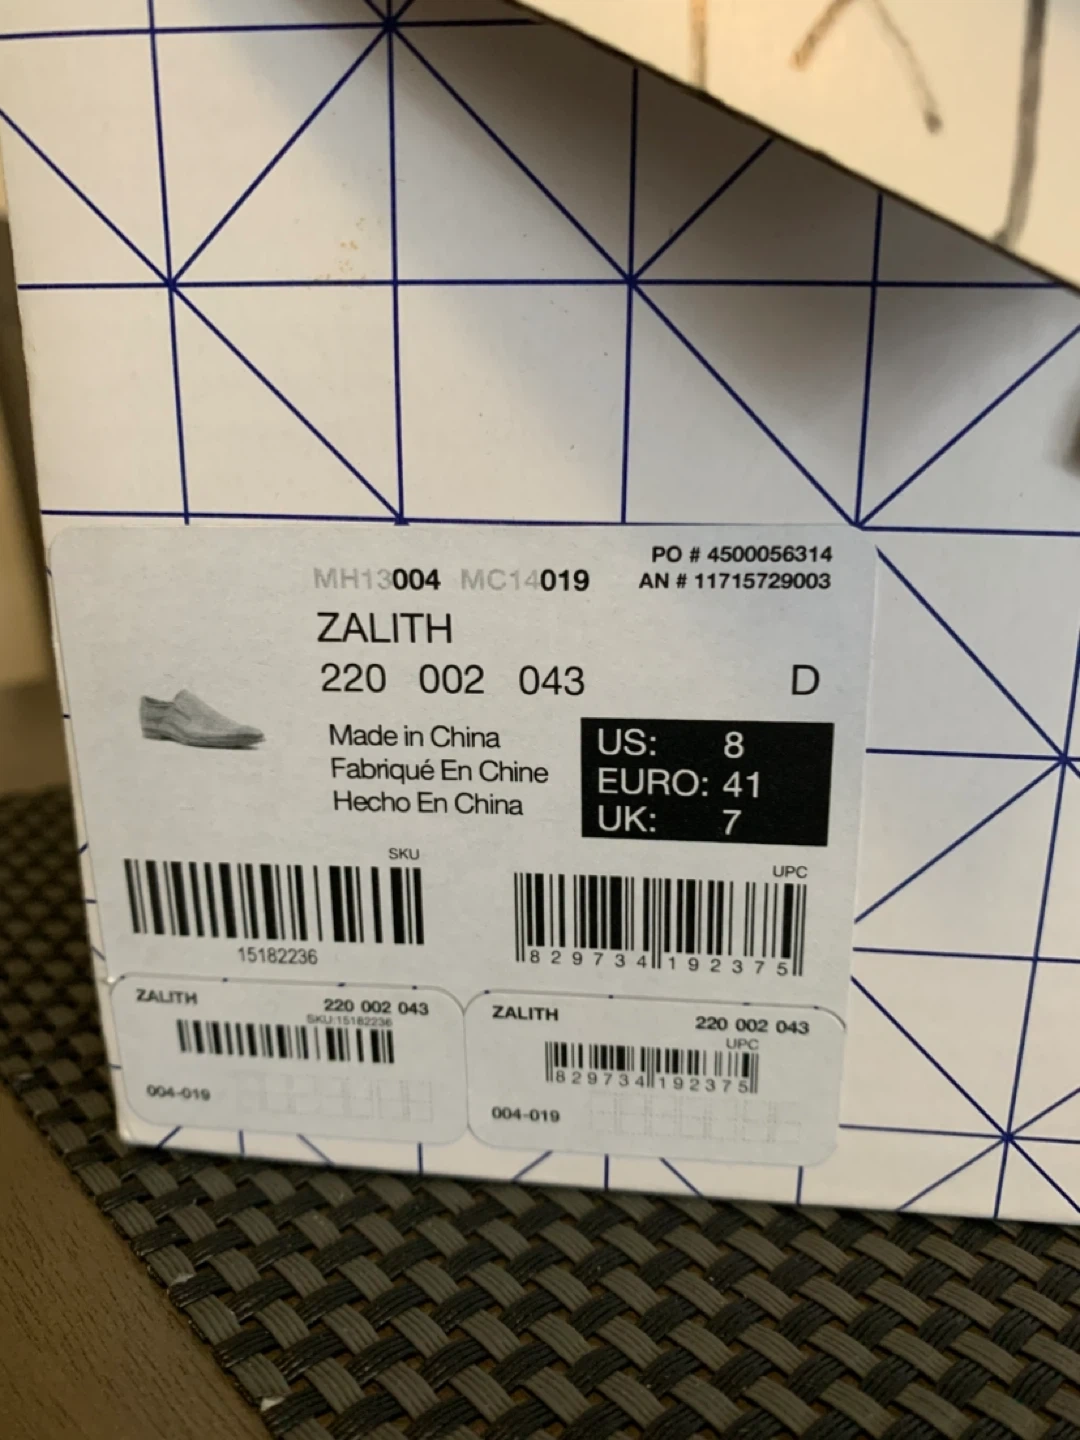 PO # 4500056314
MH13004 MC14019 AN # 11715729003
ZALITH
220 002 043 D
Made in China
Fabriqué En Chine
Hecho En China
US: 8
EURO: 41
UK: 7
SKU
15182236
UPC
8 29734 19237 5
ZALITH
220 002 043
SKU:15182236
004-019
ZALITH
220 002 043
UPC
8 29734 19237 5
004-019